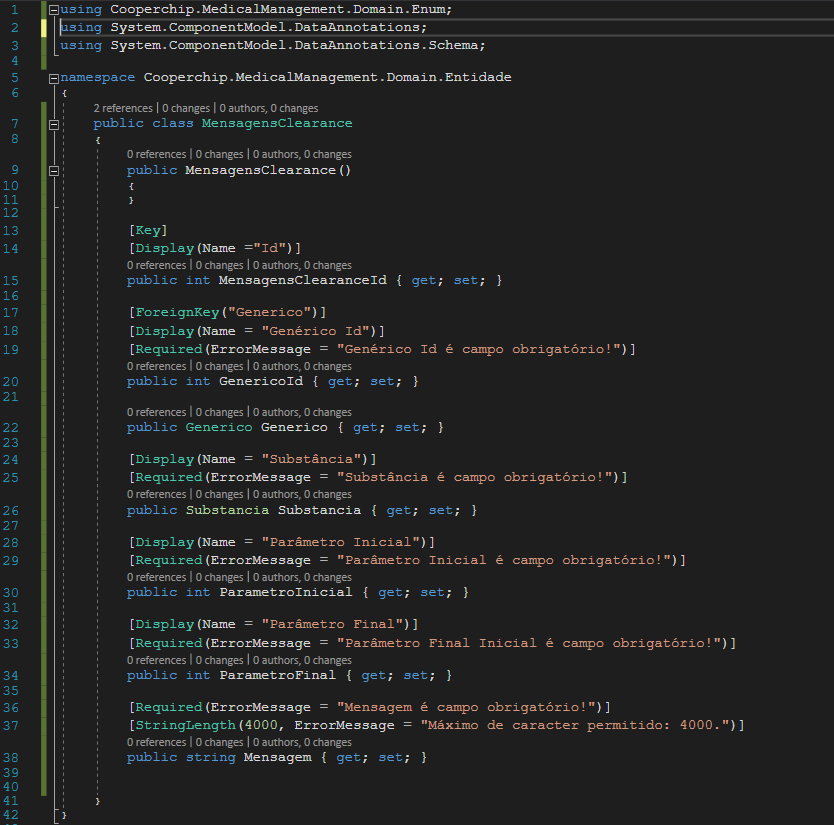 1 using Cooperchip.MedicalManagement.Domain.Enum;
2 using System.ComponentModel.DataAnnotations;
3 using System.ComponentModel.DataAnnotations.Schema;
4
5 namespace Cooperchip.MedicalManagement.Domain.Entidade
6 {
2 references | 0 changes | 0 authors, 0 changes
7 public class MensagensClearance
8 {
0 references | 0 changes | 0 authors, 0 changes
9 public MensagensClearance()
10 {
11 }
12
13 [Key]
14 [Display(Name ="Id")]
0 references | 0 changes | 0 authors, 0 changes
15 public int MensagensClearanceId { get; set; }
16
17 [ForeignKey("Generico")]
18 [Display(Name = "Genérico Id")]
19 [Required(ErrorMessage = "Genérico Id é campo obrigatório!")]
0 references | 0 changes | 0 authors, 0 changes
20 public int GenericoId { get; set; }
21
0 references | 0 changes | 0 authors, 0 changes
22 public Generico Generico { get; set; }
23
24 [Display(Name = "Substância")]
25 [Required(ErrorMessage = "Substância é campo obrigatório!")]
0 references | 0 changes | 0 authors, 0 changes
26 public Substancia Substancia { get; set; }
27
28 [Display(Name = "Parâmetro Inicial")]
29 [Required(ErrorMessage = "Parâmetro Inicial é campo obrigatório!")]
0 references | 0 changes | 0 authors, 0 changes
30 public int ParametroInicial { get; set; }
31
32 [Display(Name = "Parâmetro Final")]
33 [Required(ErrorMessage = "Parâmetro Final Inicial é campo obrigatório!")]
0 references | 0 changes | 0 authors, 0 changes
34 public int ParametroFinal { get; set; }
35
36 [Required(ErrorMessage = "Mensagem é campo obrigatório!")]
37 [StringLength(4000, ErrorMessage = "Máximo de caracter permitido: 4000.")]
0 references | 0 changes | 0 authors, 0 changes
38 public string Mensagem { get; set; }
39
40
41 }
42 }